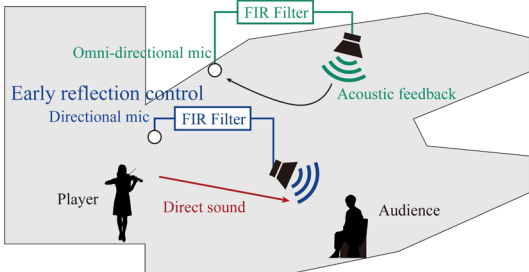 FIR Filter
Omni-directional mic
Acoustic feedback
Early reflection control
Directional mic
FIR Filter
Player
Direct sound
Audience